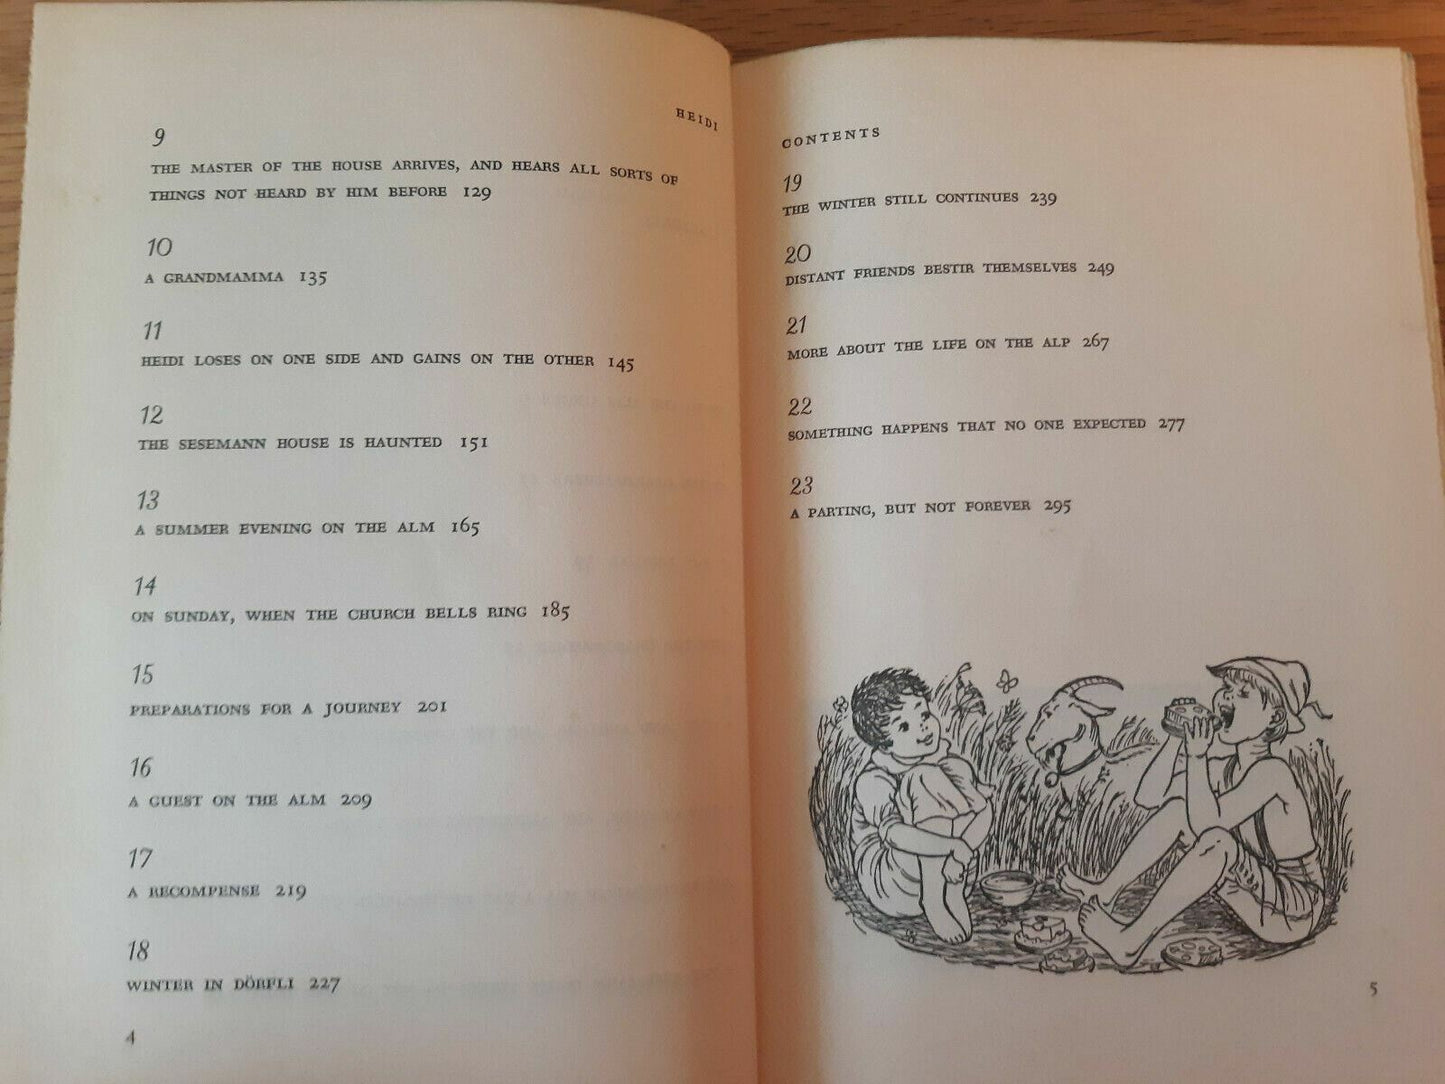 HEIDI
9
THE MASTER OF THE HOUSE ARRIVES, AND HEARS ALL SORTS OF
THINGS NOT HEARD BY HIM BEFORE 129
10
A GRANDMAMMA 135
11
HEIDI LOSES ON ONE SIDE AND GAINS ON THE OTHER 145
12
THE SESEMANN HOUSE IS HAUNTED 151
13
A SUMMER EVENING ON THE ALM 165
14
ON SUNDAY, WHEN THE CHURCH BELLS RING 185
15
PREPARATIONS FOR A JOURNEY 201
16
A GUEST ON THE ALM 209
17
A RECOMPENSE 219
18
WINTER IN DÖRFLI 227
4
CONTENTS
19
THE WINTER STILL CONTINUES 239
20
DISTANT FRIENDS BESTIR THEMSELVES 249
21
MORE ABOUT THE LIFE ON THE ALP 267
22
SOMETHING HAPPENS THAT NO ONE EXPECTED 277
23
A PARTING, BUT NOT FOREVER 295
5